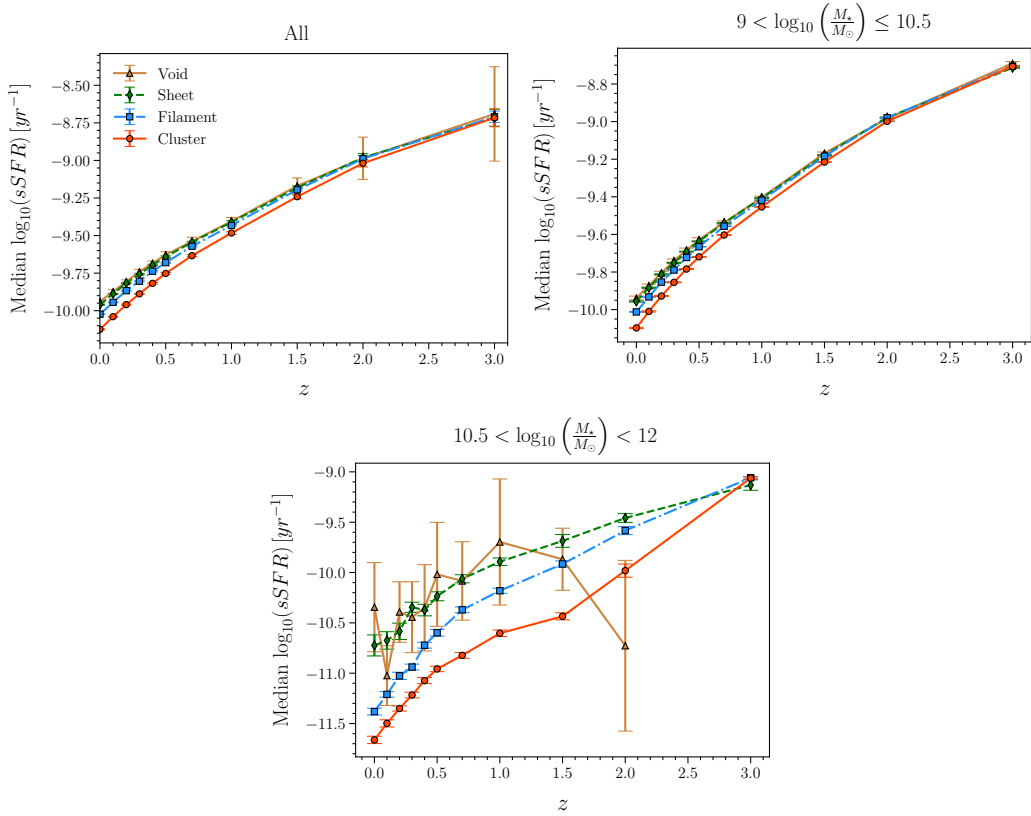 All
Median log₁₀(sSFR) [yr⁻¹]
−8.50
−8.75
−9.00
−9.25
−9.50
−9.75
−10.00
Void
Sheet
Filament
Cluster
0.0 0.5 1.0 1.5 2.0 2.5 3.0
z
9 < log₁₀ (M⋆/M⊙) ≤ 10.5
Median log₁₀(sSFR) [yr⁻¹]
−8.8
−9.0
−9.2
−9.4
−9.6
−9.8
−10.0
0.0 0.5 1.0 1.5 2.0 2.5 3.0
z
10.5 < log₁₀ (M⋆/M⊙) < 12
Median log₁₀(sSFR) [yr⁻¹]
−9.0
−9.5
−10.0
−10.5
−11.0
−11.5
0.0 0.5 1.0 1.5 2.0 2.5 3.0
z